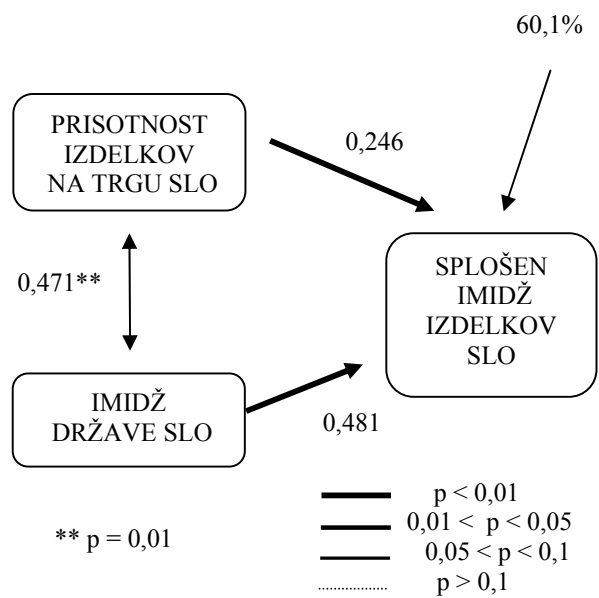 60,1%
PRISOTNOST
IZDELKOV
NA TRGU SLO
0,246
0,471**
SPLOŠEN
IMIDŽ
IZDELKOV
SLO
IMIDŽ
DRŽAVE SLO
0,481
** p = 0,01
p < 0,01
0,01 < p < 0,05
0,05 < p < 0,1
p > 0,1